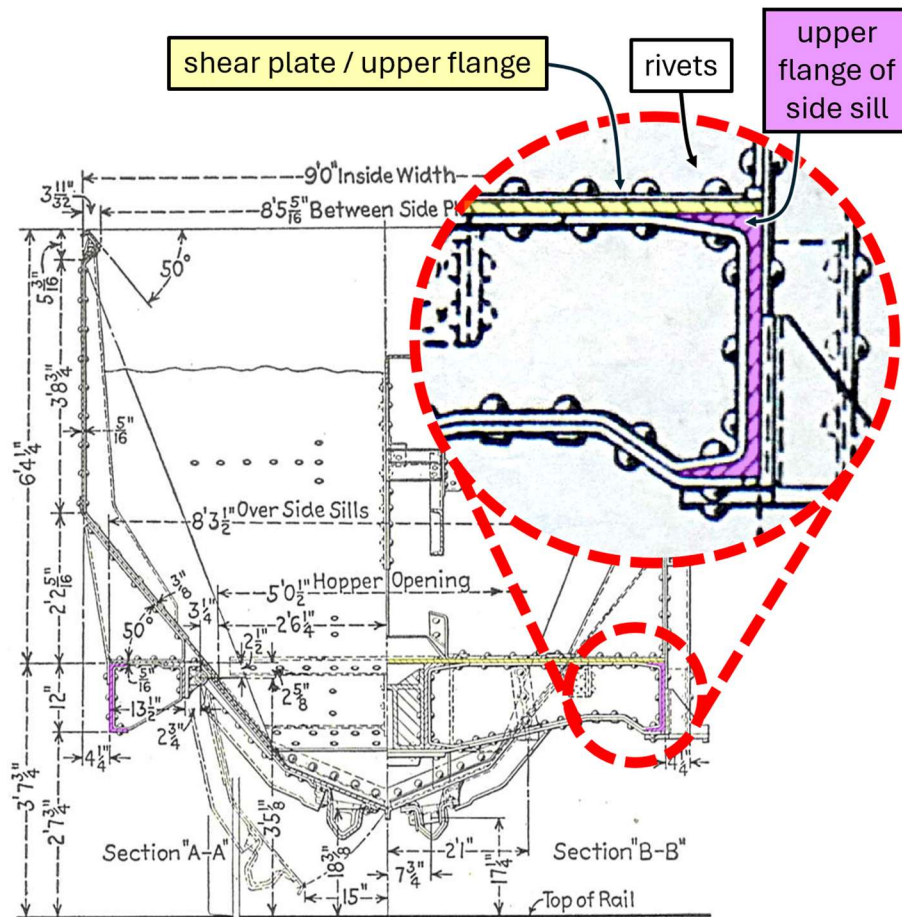 shear plate / upper flange
rivets
upper
flange of
side sill
9'0" Inside Width
3 11/32"
8'5 5/16" Between Side Pl
50°
5 3/16"
3'8 3/4"
5/16"
6'4 1/4"
8'3 1/2" Over Side Sills
2'2 5/16"
3/16"
50°
3 1/4"
5'0 1/2" Hopper Opening
2'6 1/4"
2 1/2"
5/16"
2 5/8"
12"
13 1/2"
2 3/4"
4 1/4"
4 1/4"
3'7 3/4"
2'7 3/4"
Section "A-A"
35 1/8"
18 3/8"
15"
7 3/4"
2'1"
17 1/4"
Section "B-B"
Top of Rail